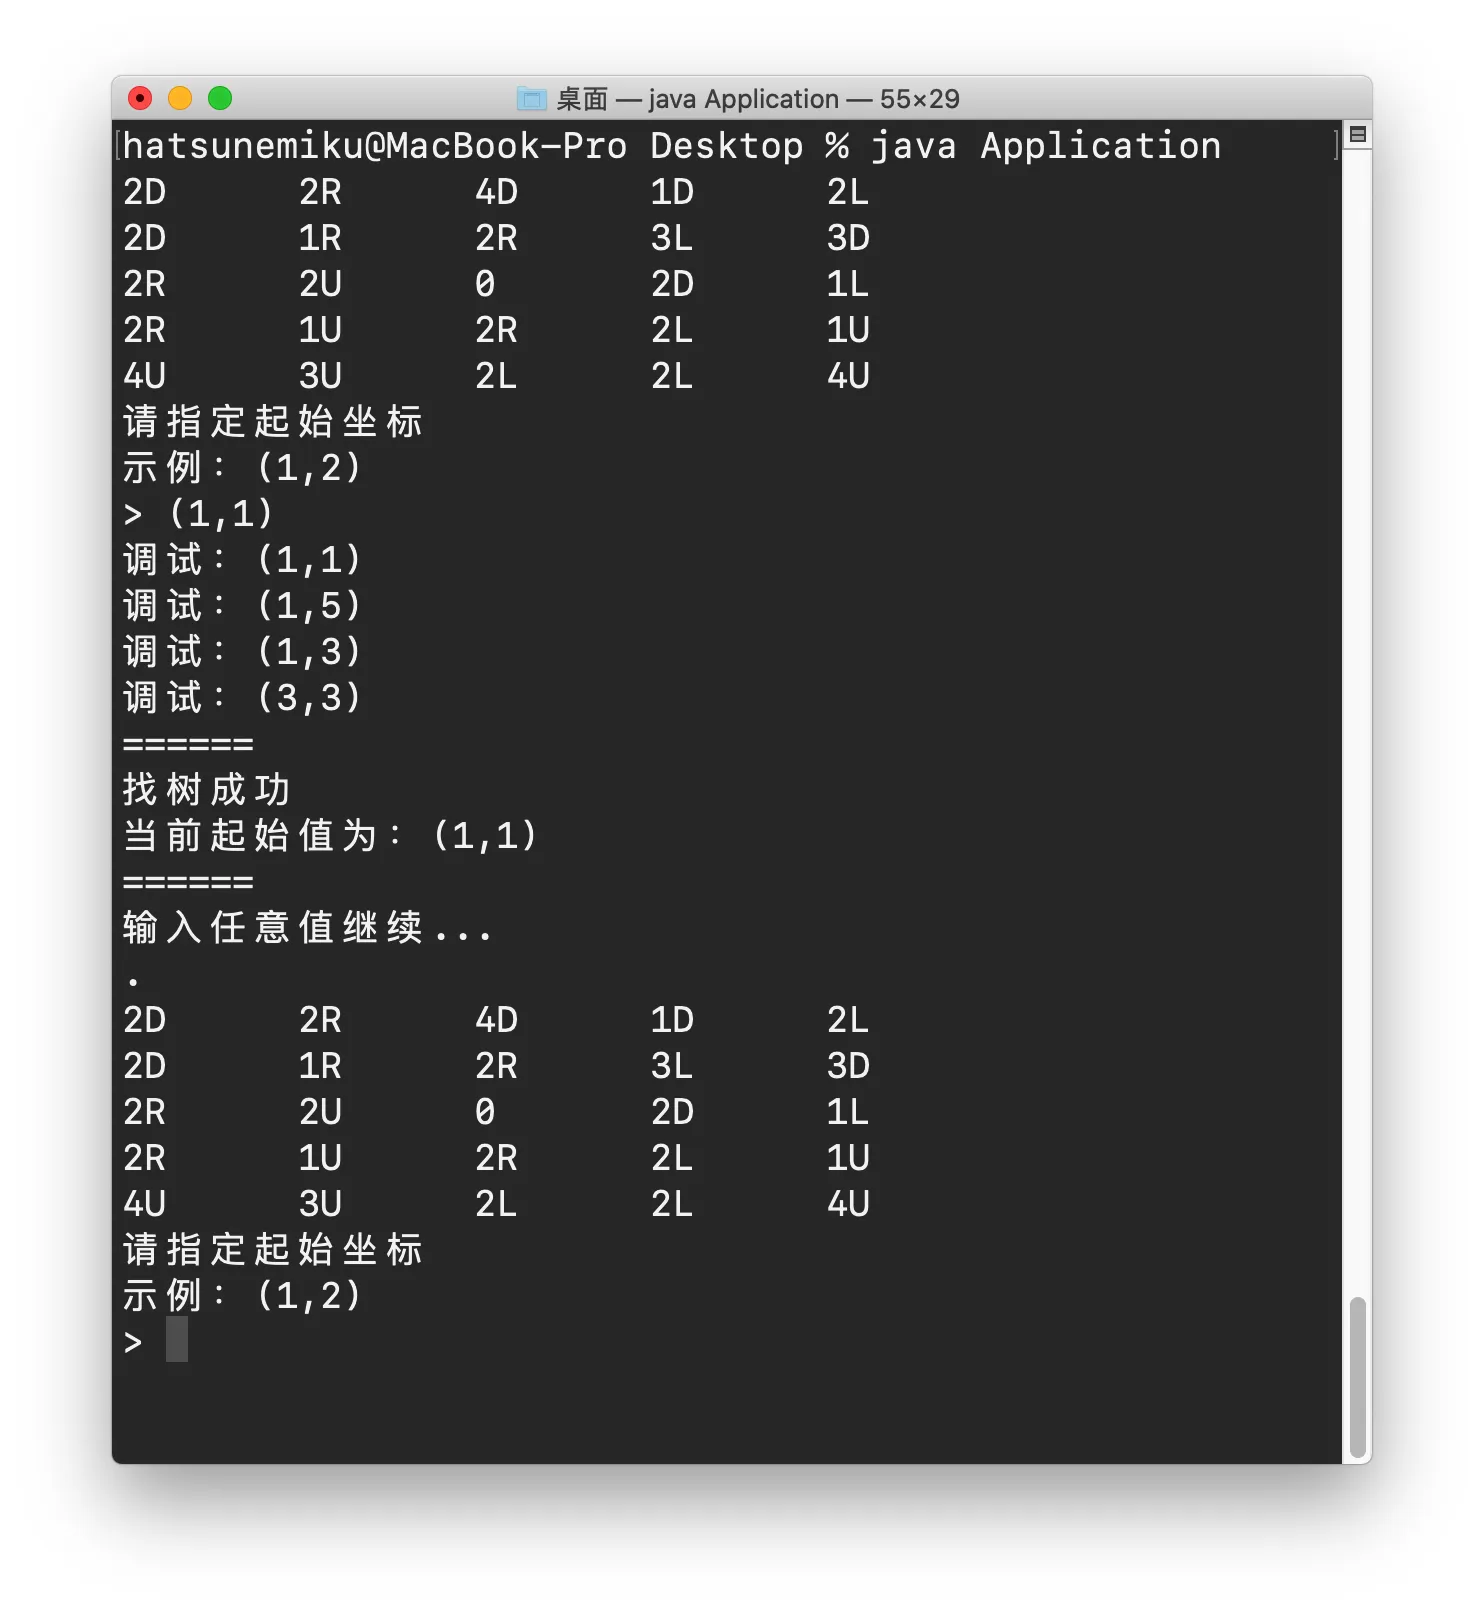 桌面 — java Application — 55×29
hatsunemiku@MacBook-Pro Desktop % java Application
2D 2R 4D 1D 2L
2D 1R 2R 3L 3D
2R 2U 0 2D 1L
2R 1U 2R 2L 1U
4U 3U 2L 2L 4U
请指定起始坐标
示例：(1,2)
> (1,1)
调试：(1,1)
调试：(1,5)
调试：(1,3)
调试：(3,3)
======
找树成功
当前起始值为：(1,1)
======
输入任意值继续...
.
2D 2R 4D 1D 2L
2D 1R 2R 3L 3D
2R 2U 0 2D 1L
2R 1U 2R 2L 1U
4U 3U 2L 2L 4U
请指定起始坐标
示例：(1,2)
>